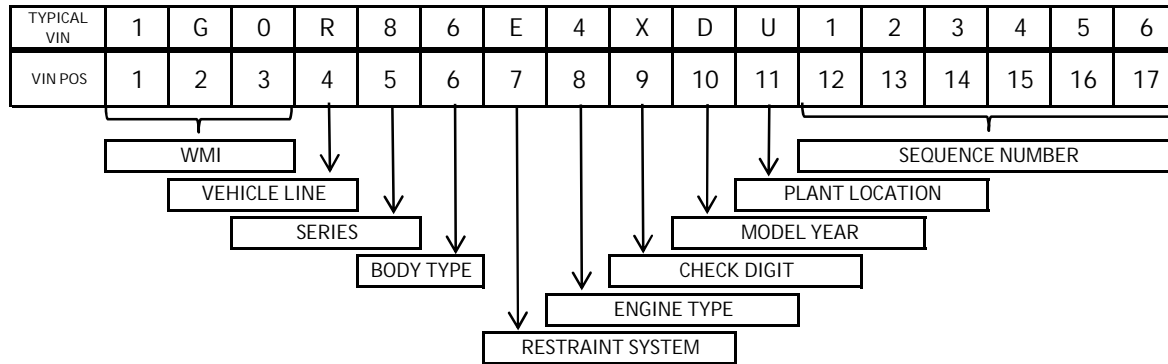 TYPICAL VIN 1 G 0 R 8 6 E 4 X D U 1 2 3 4 5 6
VIN POS 1 2 3 4 5 6 7 8 9 10 11 12 13 14 15 16 17
WMI SEQUENCE NUMBER
VEHICLE LINE PLANT LOCATION
SERIES MODEL YEAR
BODY TYPE CHECK DIGIT
ENGINE TYPE
RESTRAINT SYSTEM